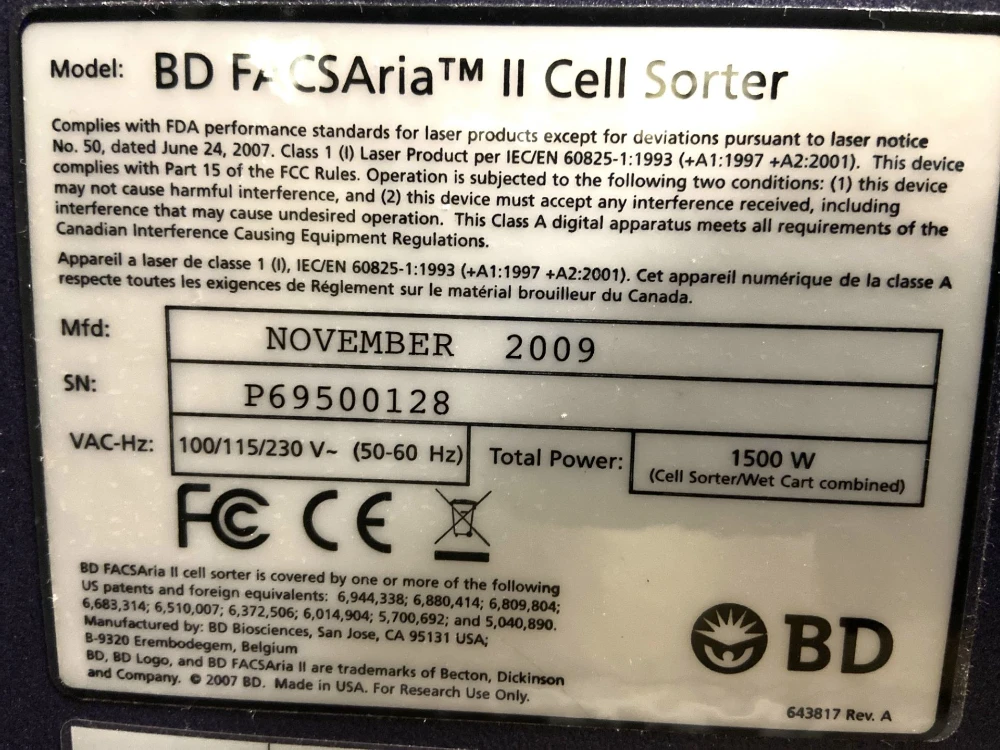 Model: BD FACSAria™ II Cell Sorter
Complies with FDA performance standards for laser products except for deviations pursuant to laser notice
No. 50, dated June 24, 2007. Class 1 (I) Laser Product per IEC/EN 60825-1:1993 (+A1:1997 +A2:2001). This device
complies with Part 15 of the FCC Rules. Operation is subjected to the following two conditions: (1) this device
may not cause harmful interference, and (2) this device must accept any interference received, including
interference that may cause undesired operation. This Class A digital apparatus meets all requirements of the
Canadian Interference Causing Equipment Regulations.
Appareil a laser de classe 1 (I), IEC/EN 60825-1:1993 (+A1:1997 +A2:2001). Cet appareil numérique de la classe A
respecte toutes les exigences de Réglement sur le matérial brouilleur du Canada.
Mfd: NOVEMBER 2009
SN: P69500128
VAC-Hz: 100/115/230 V~ (50-60 Hz) Total Power: 1500 W
(Cell Sorter/Wet Cart combined)
FC CE
BD FACSAria II cell sorter is covered by one or more of the following
US patents and foreign equivalents: 6,944,338; 6,880,414; 6,809,804;
6,683,314; 6,510,007; 6,372,506; 6,014,904; 5,700,692; and 5,040,890.
Manufactured by: BD Biosciences, San Jose, CA 95131 USA;
B-9320 Erembodegem, Belgium
BD, BD Logo, and BD FACSAria II are trademarks of Becton, Dickinson
and Company. © 2007 BD. Made in USA. For Research Use Only.
BD
643817 Rev. A